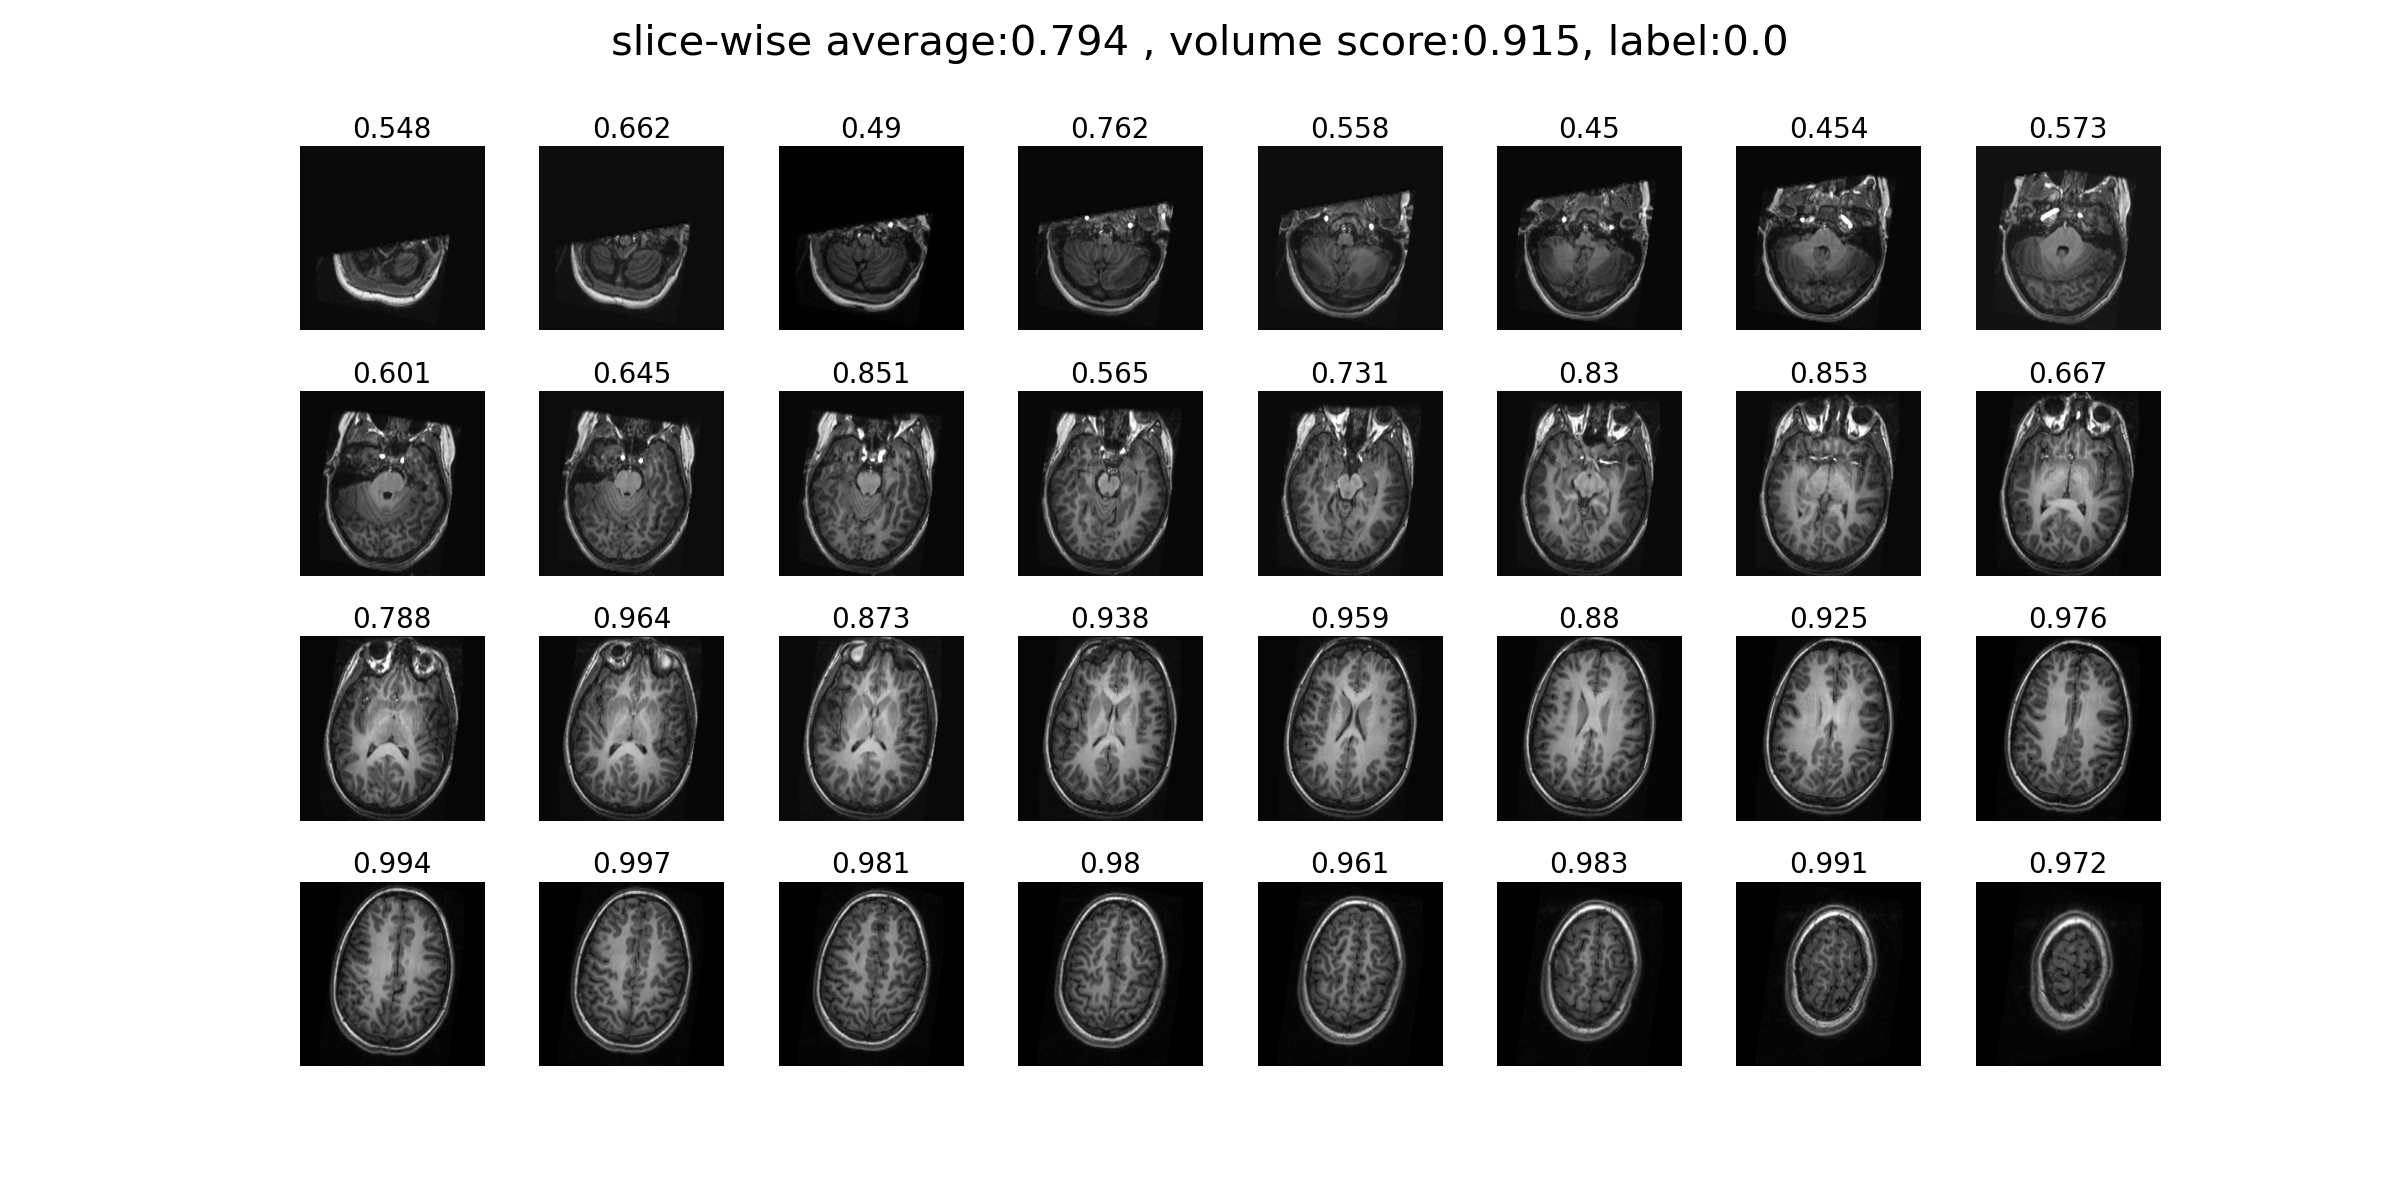 slice-wise average:0.794 , volume score:0.915, label:0.0
0.548 0.662 0.49 0.762 0.558 0.45 0.454 0.573
0.601 0.645 0.851 0.565 0.731 0.83 0.853 0.667
0.788 0.964 0.873 0.938 0.959 0.88 0.925 0.976
0.994 0.997 0.981 0.98 0.961 0.983 0.991 0.972